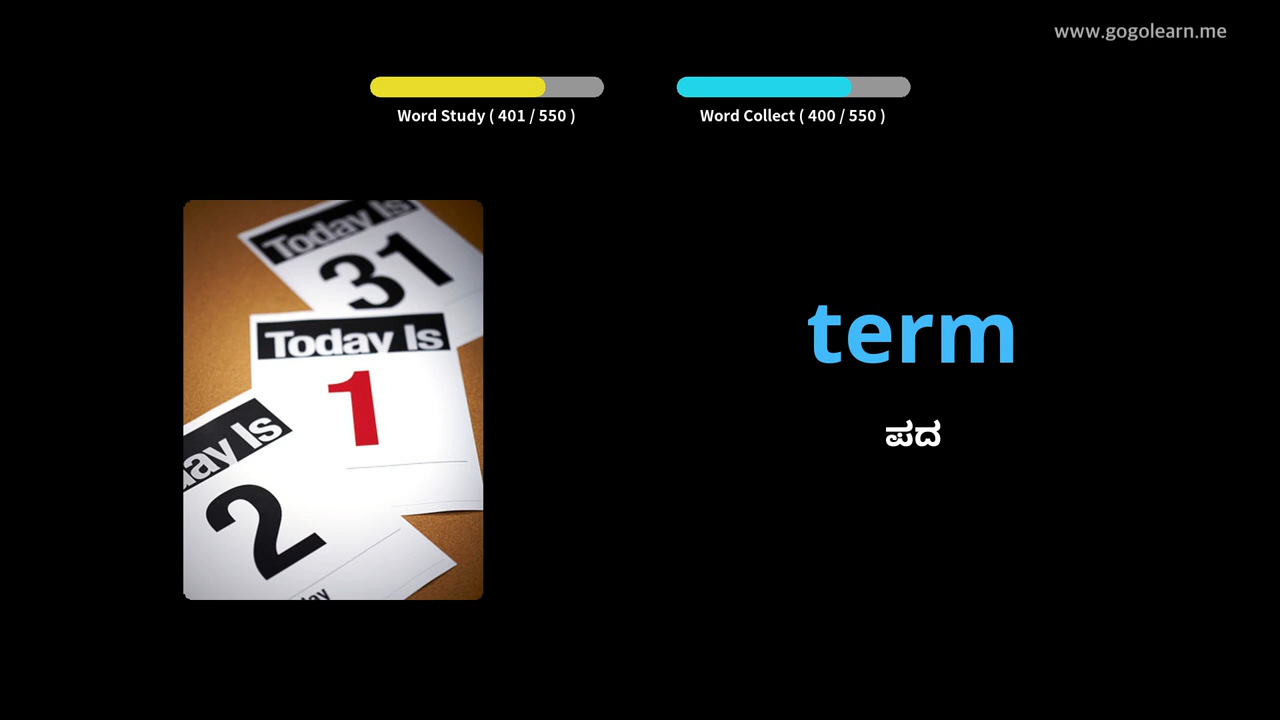 www.gogolearn.me
Word Study ( 401 / 550 )
Word Collect ( 400 / 550 )
Today Is
31
Today Is
1
ay Is
2
ay
term
ಪದ